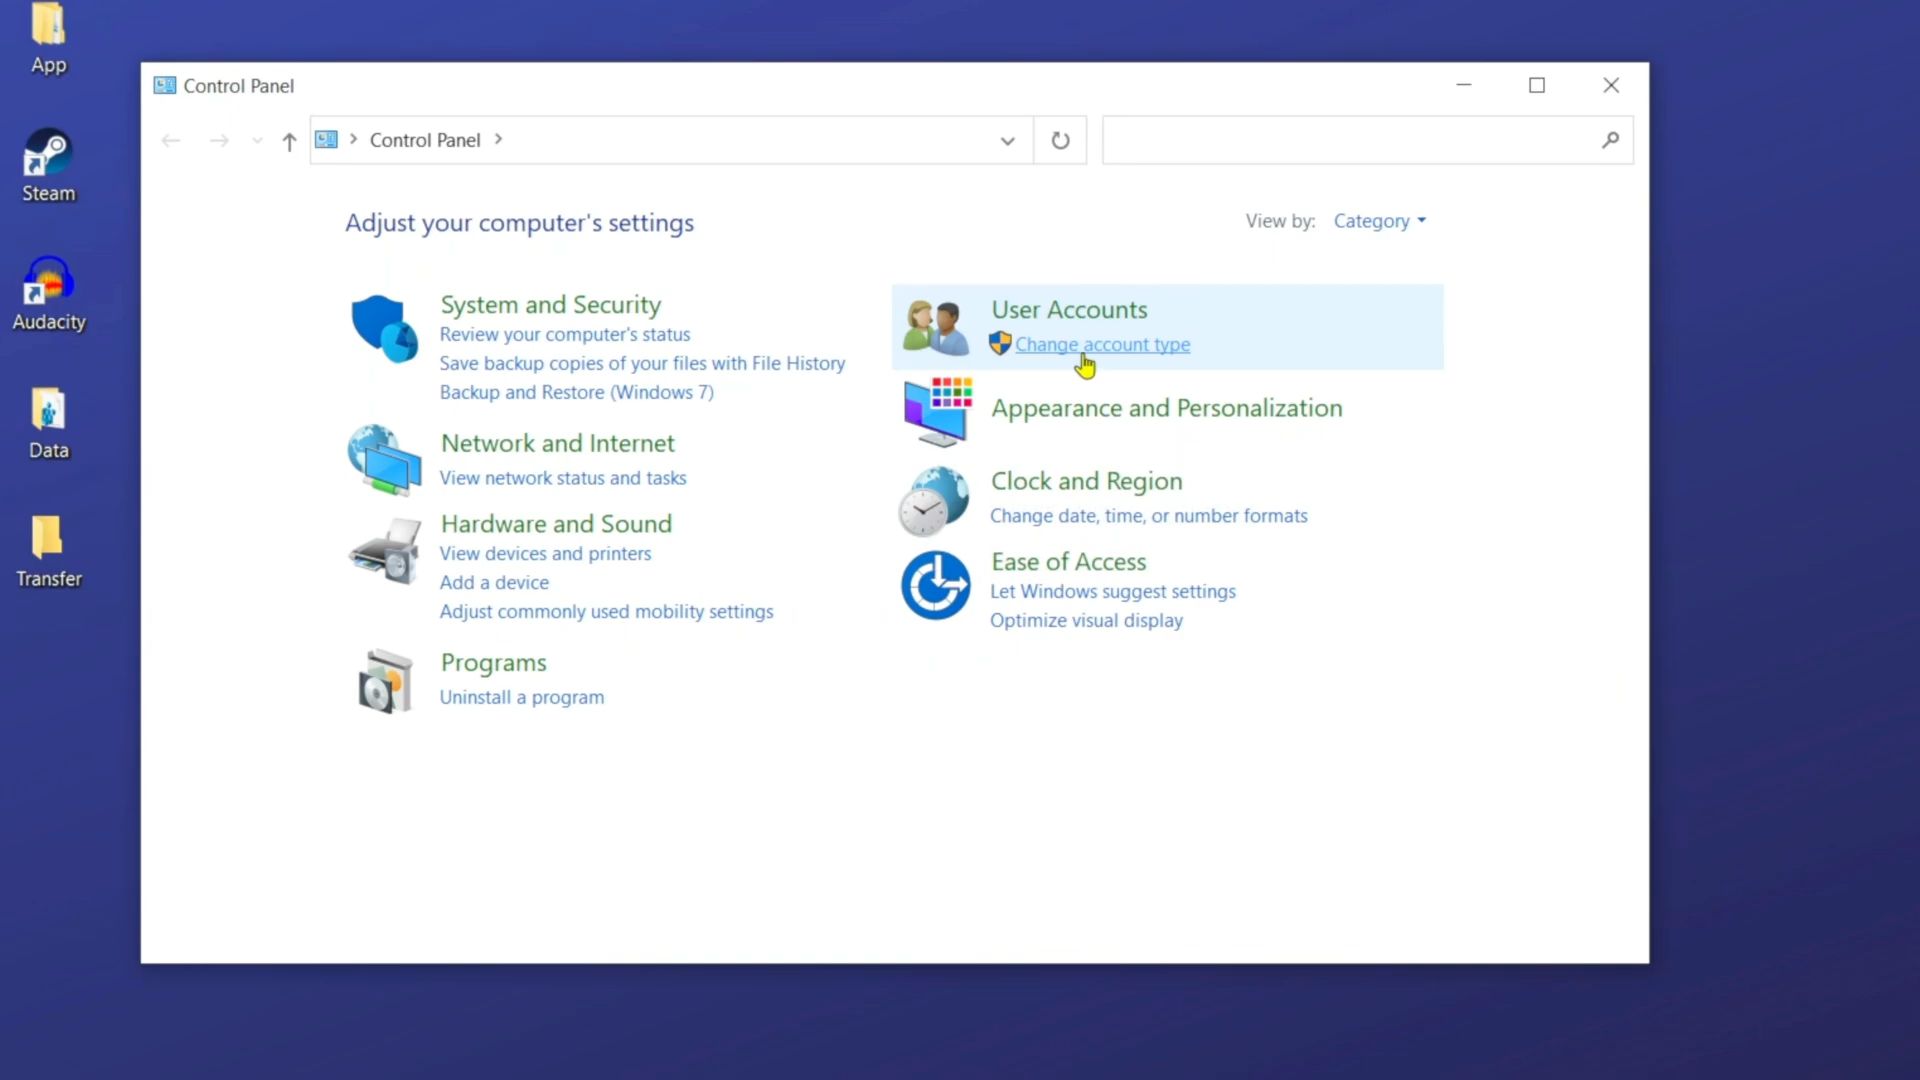 App
Steam
Audacity
Data
Transfer
Control Panel
Control Panel
Adjust your computer's settings
View by: Category
System and Security
Review your computer's status
Save backup copies of your files with File History
Backup and Restore (Windows 7)
Network and Internet
View network status and tasks
Hardware and Sound
View devices and printers
Add a device
Adjust commonly used mobility settings
Programs
Uninstall a program
User Accounts
Change account type
Appearance and Personalization
Clock and Region
Change date, time, or number formats
Ease of Access
Let Windows suggest settings
Optimize visual display